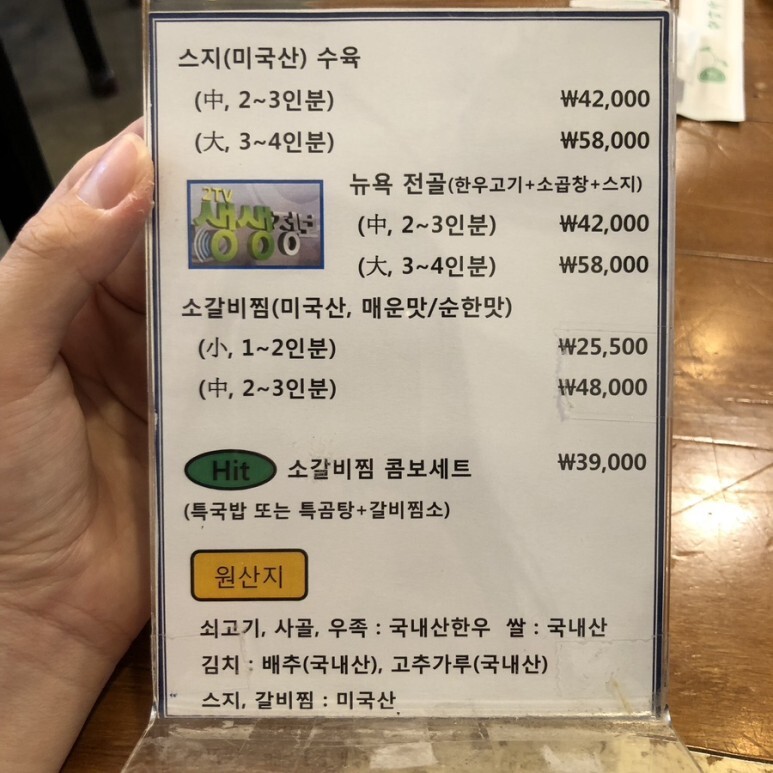 스지(미국산) 수육
(中, 2~3인분) ₩42,000
(大, 3~4인분) ₩58,000
뉴욕 전골(한우고기+소곱창+스지)
2TV
생생정보
(中, 2~3인분) ₩42,000
(大, 3~4인분) ₩58,000
소갈비찜(미국산, 매운맛/순한맛)
(小, 1~2인분) ₩25,500
(中, 2~3인분) ₩48,000
Hit 소갈비찜 콤보세트 ₩39,000
(특국밥 또는 특곰탕+갈비찜소)
원산지
쇠고기, 사골, 우족 : 국내산한우 쌀 : 국내산
김치 : 배추(국내산), 고추가루(국내산)
스지, 갈비찜 : 미국산